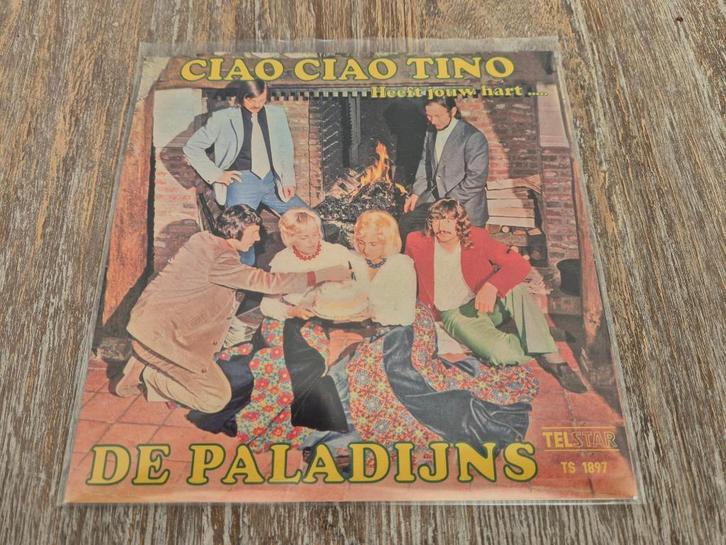 CIAO CIAO TINO
Heeft jouw hart .....
TELSTAR
TS 1897
DE PALADIJNS